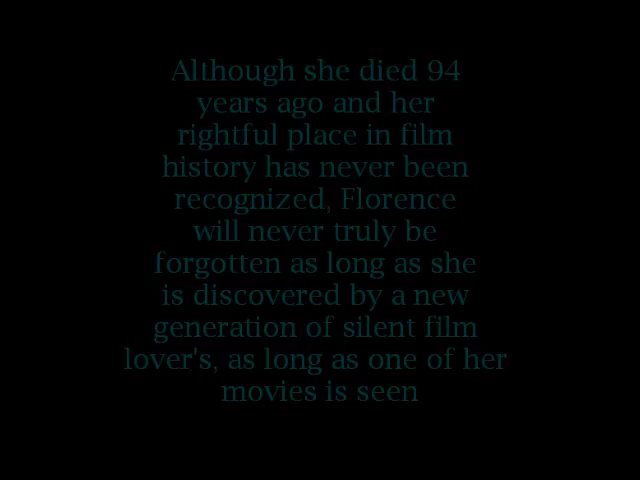 Although she died 94
years ago and her
rightful place in film
history has never been
recognized, Florence
will never truly be
forgotten as long as she
is discovered by a new
generation of silent film
lover's, as long as one of her
movies is seen